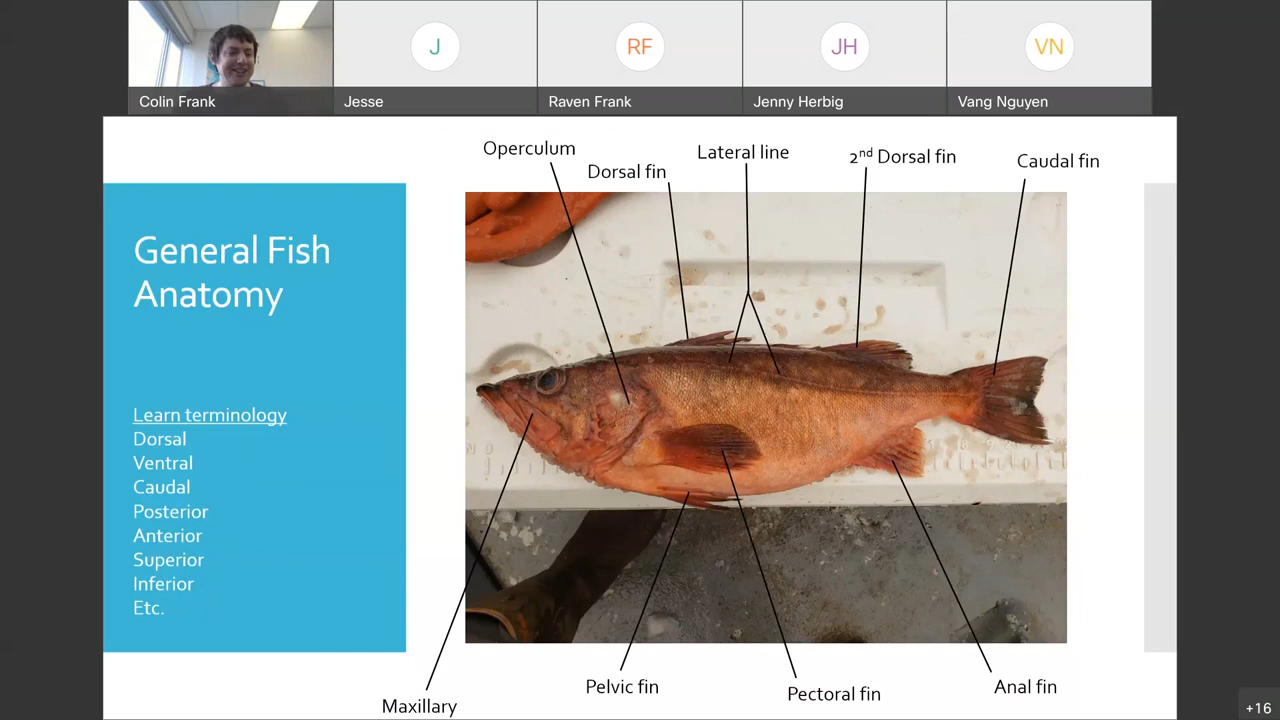 J
RF
JH
VN
Colin Frank
Jesse
Raven Frank
Jenny Herbig
Vang Nguyen
Operculum
Dorsal fin
Lateral line
2nd Dorsal fin
Caudal fin
General Fish
Anatomy
Learn terminology
Dorsal
Ventral
Caudal
Posterior
Anterior
Superior
Inferior
Etc.
Maxillary
Pelvic fin
Pectoral fin
Anal fin
+16